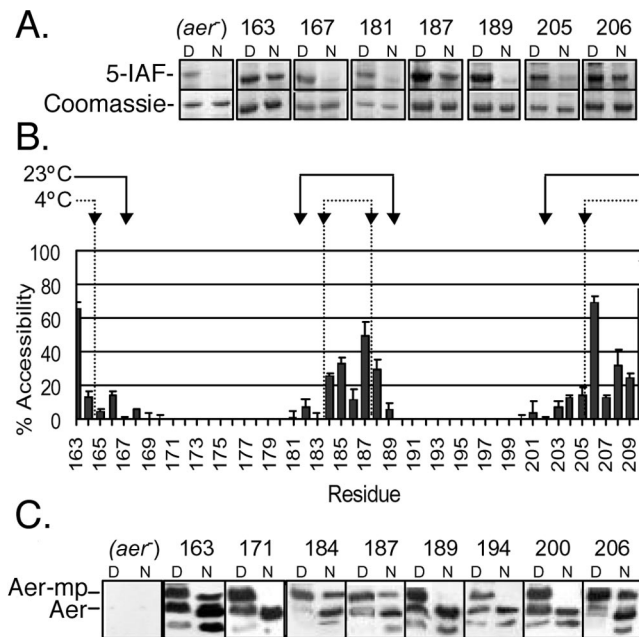 A.
(aer-) 163 167 181 187 189 205 206
D N D N D N D N D N D N D N D N
5-IAF-
Coomassie-
B.
23°C
4°C
100
80
60
40
20
0
% Accessibility
163 165 167 169 171 173 175 177 179 181 183 185 187 189 191 193 195 197 199 201 203 205 207 209
Residue
C.
(aer-) 163 171 184 187 189 194 200 206
D N D N D N D N D N D N D N D N D N
Aer-mp-
Aer-